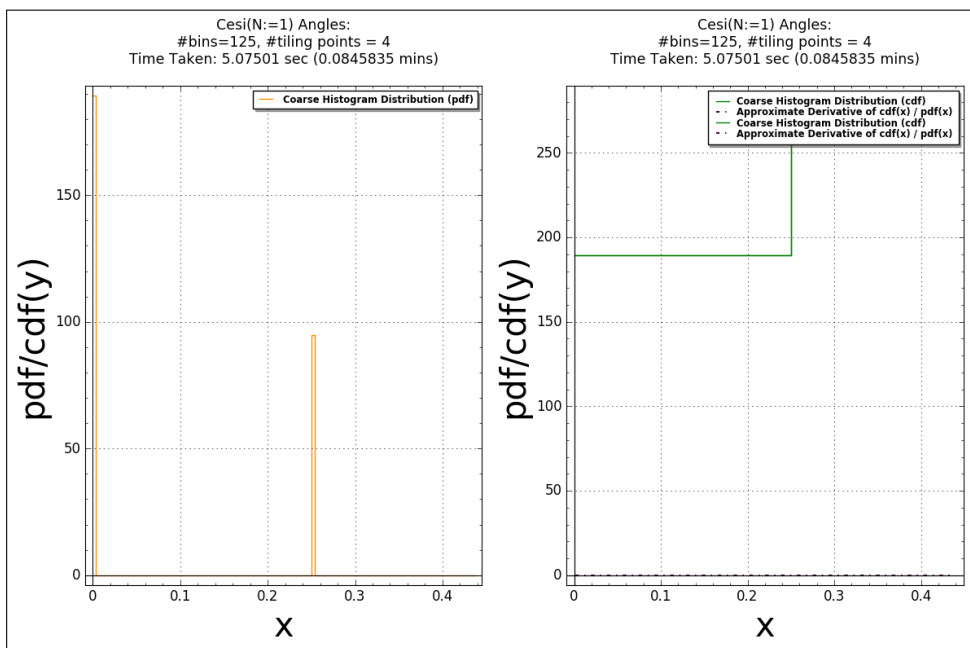 Cesi(N:=1) Angles:
#bins=125, #tiling points = 4
Time Taken: 5.07501 sec (0.0845835 mins)
Coarse Histogram Distribution (pdf)
150
100
50
0
pdf/cdf(y)
0
0.1
0.2
0.3
0.4
x
Cesi(N:=1) Angles:
#bins=125, #tiling points = 4
Time Taken: 5.07501 sec (0.0845835 mins)
Coarse Histogram Distribution (cdf)
Approximate Derivative of cdf(x) / pdf(x)
Coarse Histogram Distribution (cdf)
Approximate Derivative of cdf(x) / pdf(x)
250
200
150
100
50
0
pdf/cdf(y)
0
0.1
0.2
0.3
0.4
x